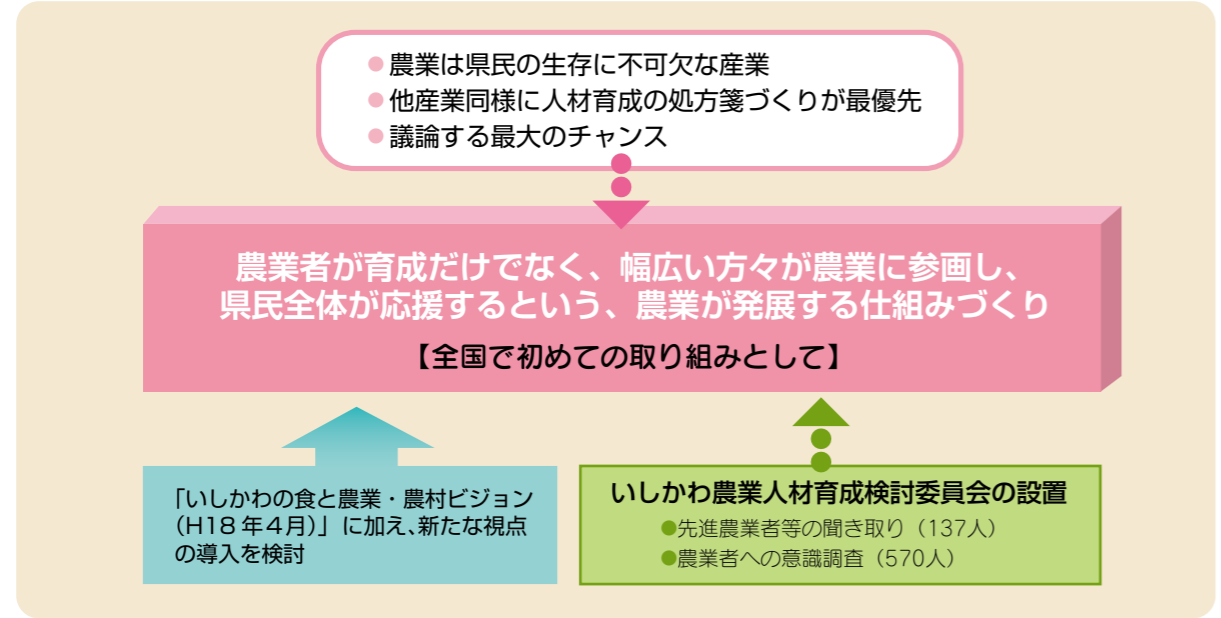 ●農業は県民の生存に不可欠な産業
●他産業同様に人材育成の処方箋づくりが最優先
●議論する最大のチャンス
農業者が育成だけでなく、幅広い方々が農業に参画し、
県民全体が応援するという、農業が発展する仕組みづくり
【全国で初めての取り組みとして】
「いしかわの食と農業・農村ビジョン
(H18年4月)」に加え、新たな視点
の導入を検討
いしかわ農業人材育成検討委員会の設置
●先進農業者等の聞き取り(137人)
●農業者への意識調査(570人)